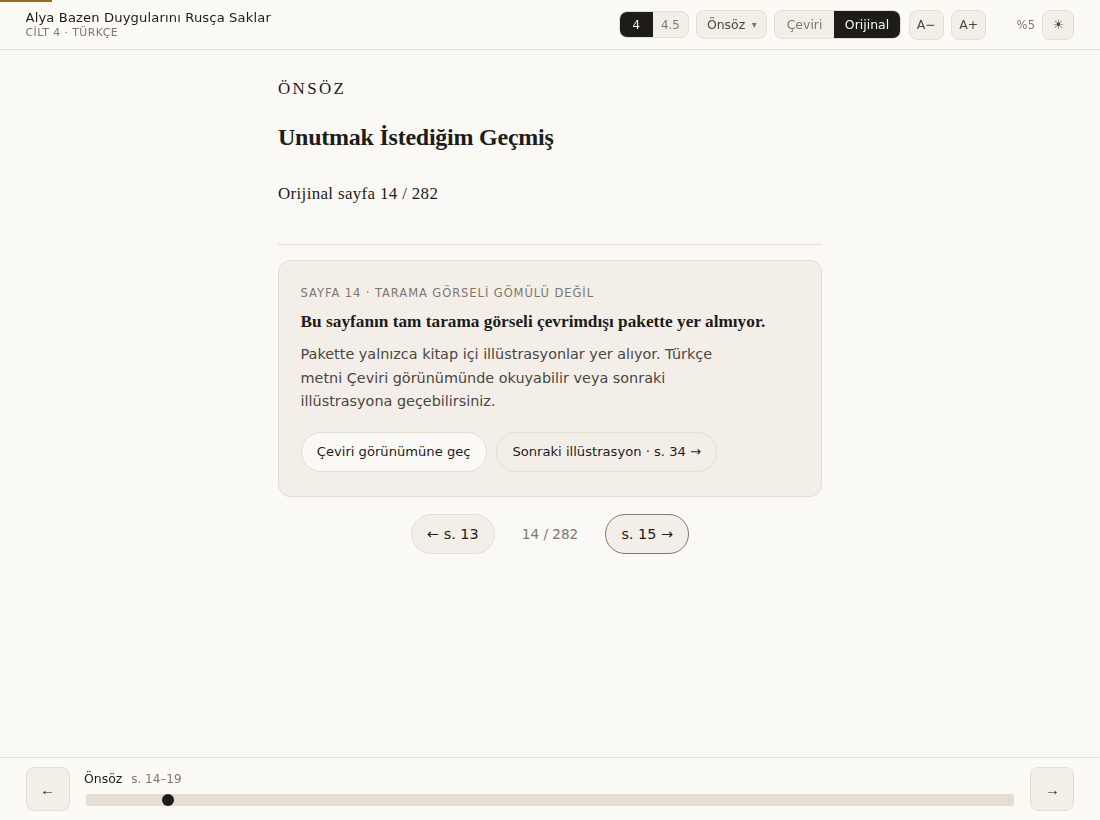 Alya Bazen Duygularını Rusça Saklar
CİLT 4 · TÜRKÇE
4 4.5 Önsöz ▾ Çeviri Orijinal A− A+ %5 ☀
ÖNSÖZ
Unutmak İstediğim Geçmiş
Orijinal sayfa 14 / 282
SAYFA 14 · TARAMA GÖRSELİ GÖMÜLÜ DEĞİL
Bu sayfanın tam tarama görseli çevrimdışı pakette yer almıyor.
Pakette yalnızca kitap içi illüstrasyonlar yer alıyor. Türkçe
metni Çeviri görünümünde okuyabilir veya sonraki
illüstrasyona geçebilirsiniz.
Çeviri görünümüne geç Sonraki illüstrasyon · s. 34 →
← s. 13 14 / 282 s. 15 →
← Önsöz s. 14–19 →